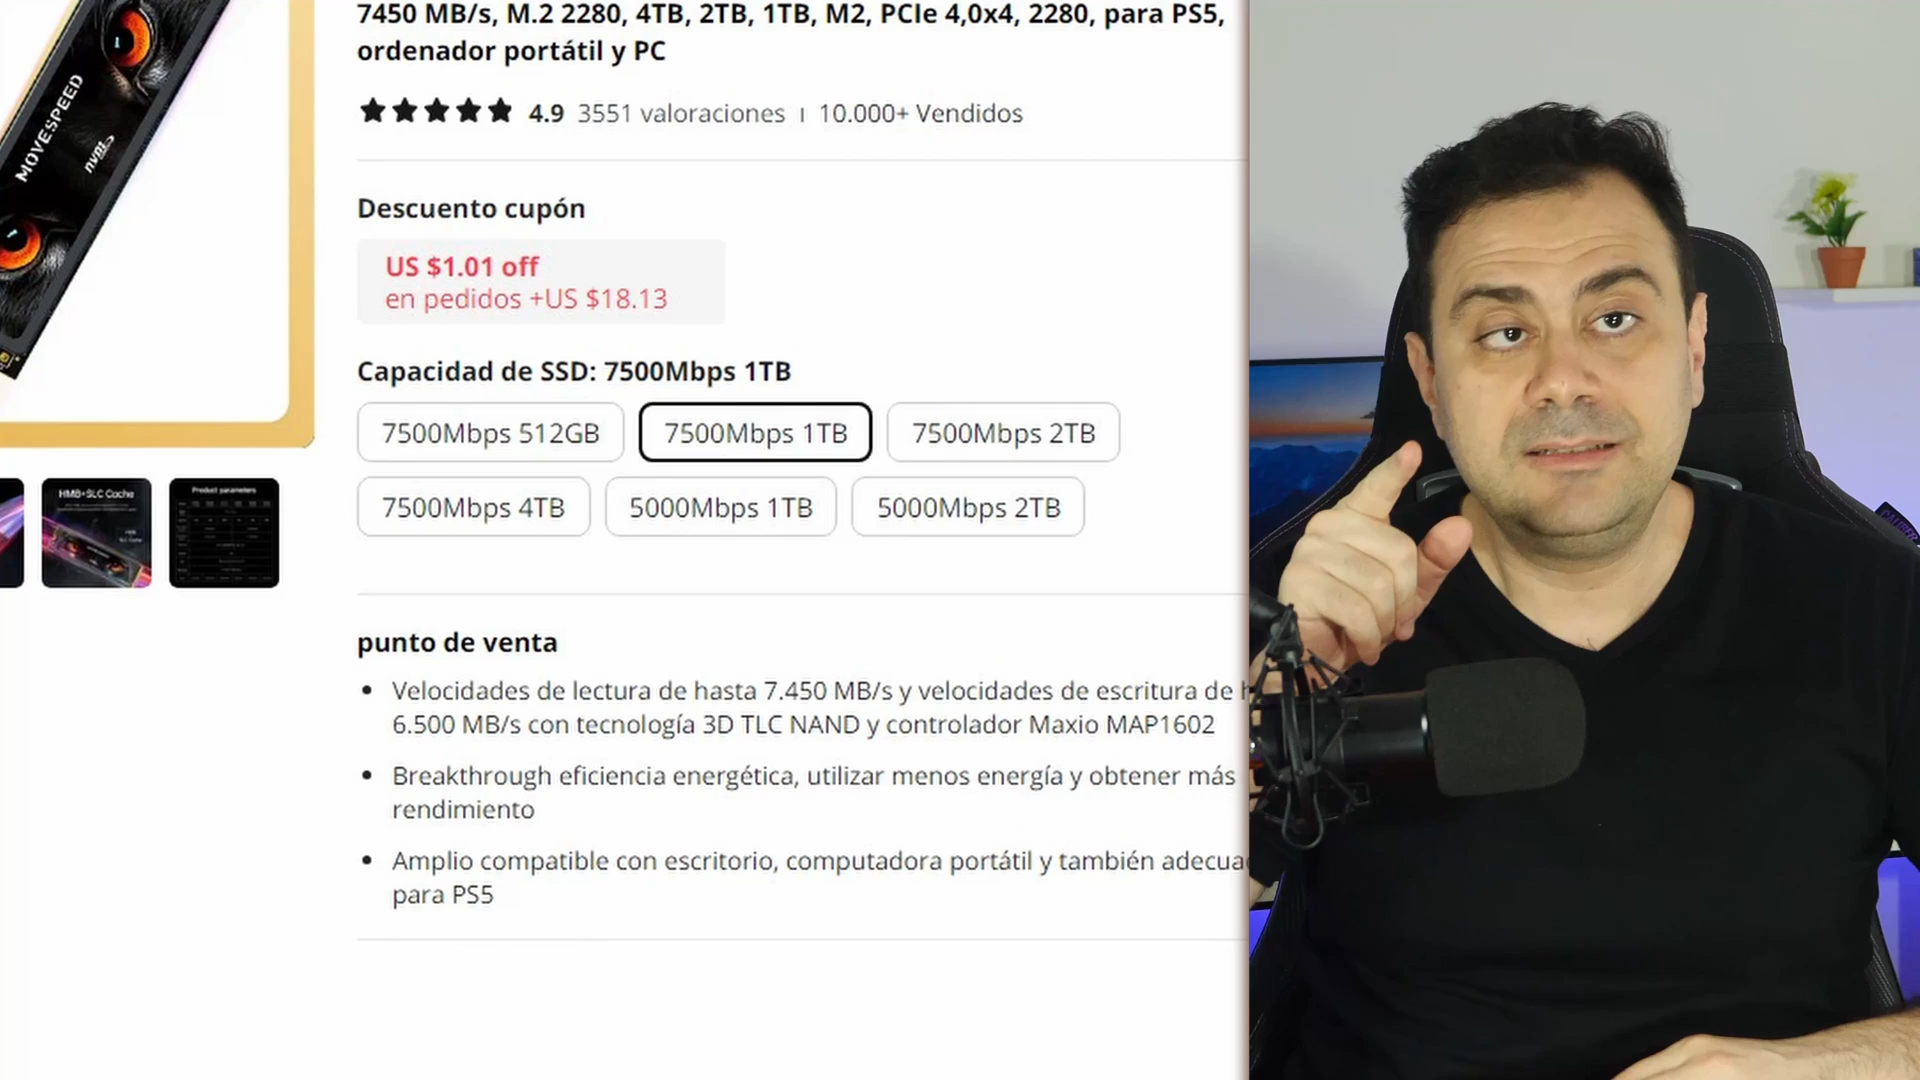 7450 MB/s, M.2 2280, 4TB, 2TB, 1TB, M2, PCIe 4,0x4, 2280, para PS5,
ordenador portátil y PC
4.9 3551 valoraciones | 10.000+ Vendidos
Descuento cupón
US $1.01 off
en pedidos +US $18.13
Capacidad de SSD: 7500Mbps 1TB
7500Mbps 512GB
7500Mbps 1TB
7500Mbps 2TB
7500Mbps 4TB
5000Mbps 1TB
5000Mbps 2TB
punto de venta
Velocidades de lectura de hasta 7.450 MB/s y velocidades de escritura de
6.500 MB/s con tecnología 3D TLC NAND y controlador Maxio MAP1602
Breakthrough eficiencia energética, utilizar menos energía y obtener más
rendimiento
Amplio compatible con escritorio, computadora portátil y también adecua
para PS5
MOVESPEED
nvm
HMB+SLC Cache
Product parameters